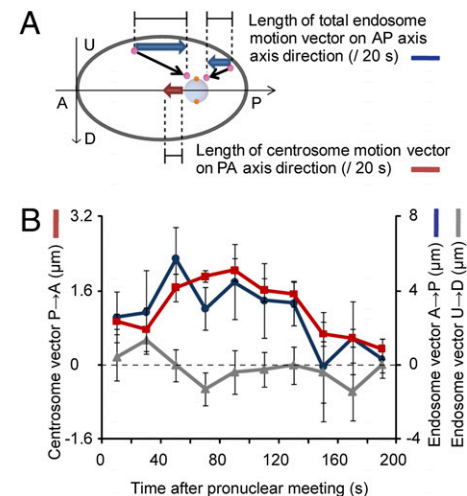 A
Length of total endosome
motion vector on AP axis
axis direction (/ 20 s)
U
A
P
D
Length of centrosome motion vector
on PA axis direction (/ 20 s)
B
Centrosome vector P→A (µm)
3.2
1.6
0
-1.6
8
4
0
-4
Endosome vector A→P (µm)
Endosome vector U→D (µm)
0 40 80 120 160 200
Time after pronuclear meeting (s)